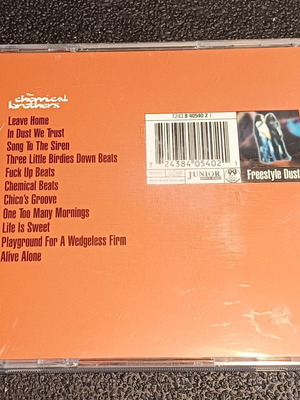 The
chemical
brothers
Leave Home
In Dust We Trust
Song To The Siren
Three Little Birdies Down Beats
Fuck Up Beats
Chemical Beats
Chico's Groove
One Too Many Mornings
Life Is Sweet
Playground For A Wedgeless Firm
Alive Alone
7243 8 40540 2 1
7 24384 05402 1
JUNIOR
Freestyle Dust